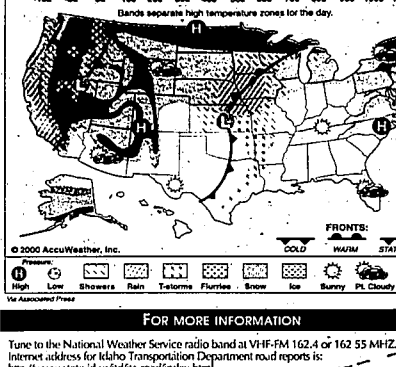 Bands separate high temperature zones for the day.
H
L
H
L
H
© 2000 AccuWeather, Inc.
FRONTS:
COLD WARM STAT
Pressure:
H L
High Low Showers Rain T-storms Flurries Snow Ice Sunny Pt. Cloudy
Via Associated Press
FOR MORE INFORMATION
Tune to the National Weather Service radio band at VHF-FM 162.4 or 162 55 MHZ.
Internet address for Idaho Transportation Department road reports is: